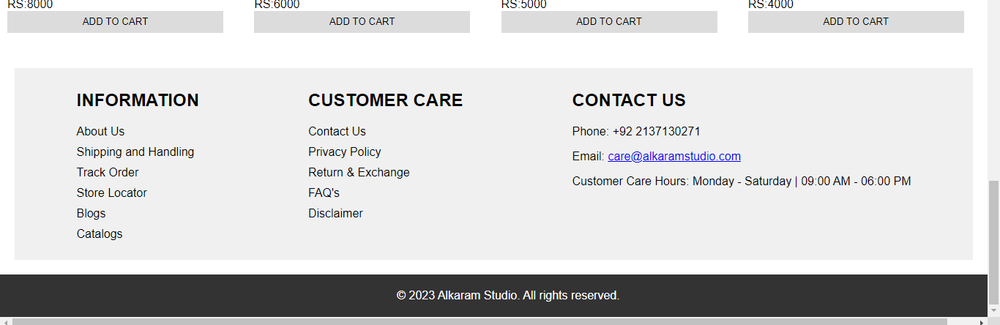 RS:8000 RS:6000 RS:5000 RS:4000
ADD TO CART ADD TO CART ADD TO CART ADD TO CART
INFORMATION
About Us
Shipping and Handling
Track Order
Store Locator
Blogs
Catalogs
CUSTOMER CARE
Contact Us
Privacy Policy
Return & Exchange
FAQ's
Disclaimer
CONTACT US
Phone: +92 2137130271
Email: care@alkaramstudio.com
Customer Care Hours: Monday - Saturday | 09:00 AM - 06:00 PM
© 2023 Alkaram Studio. All rights reserved.